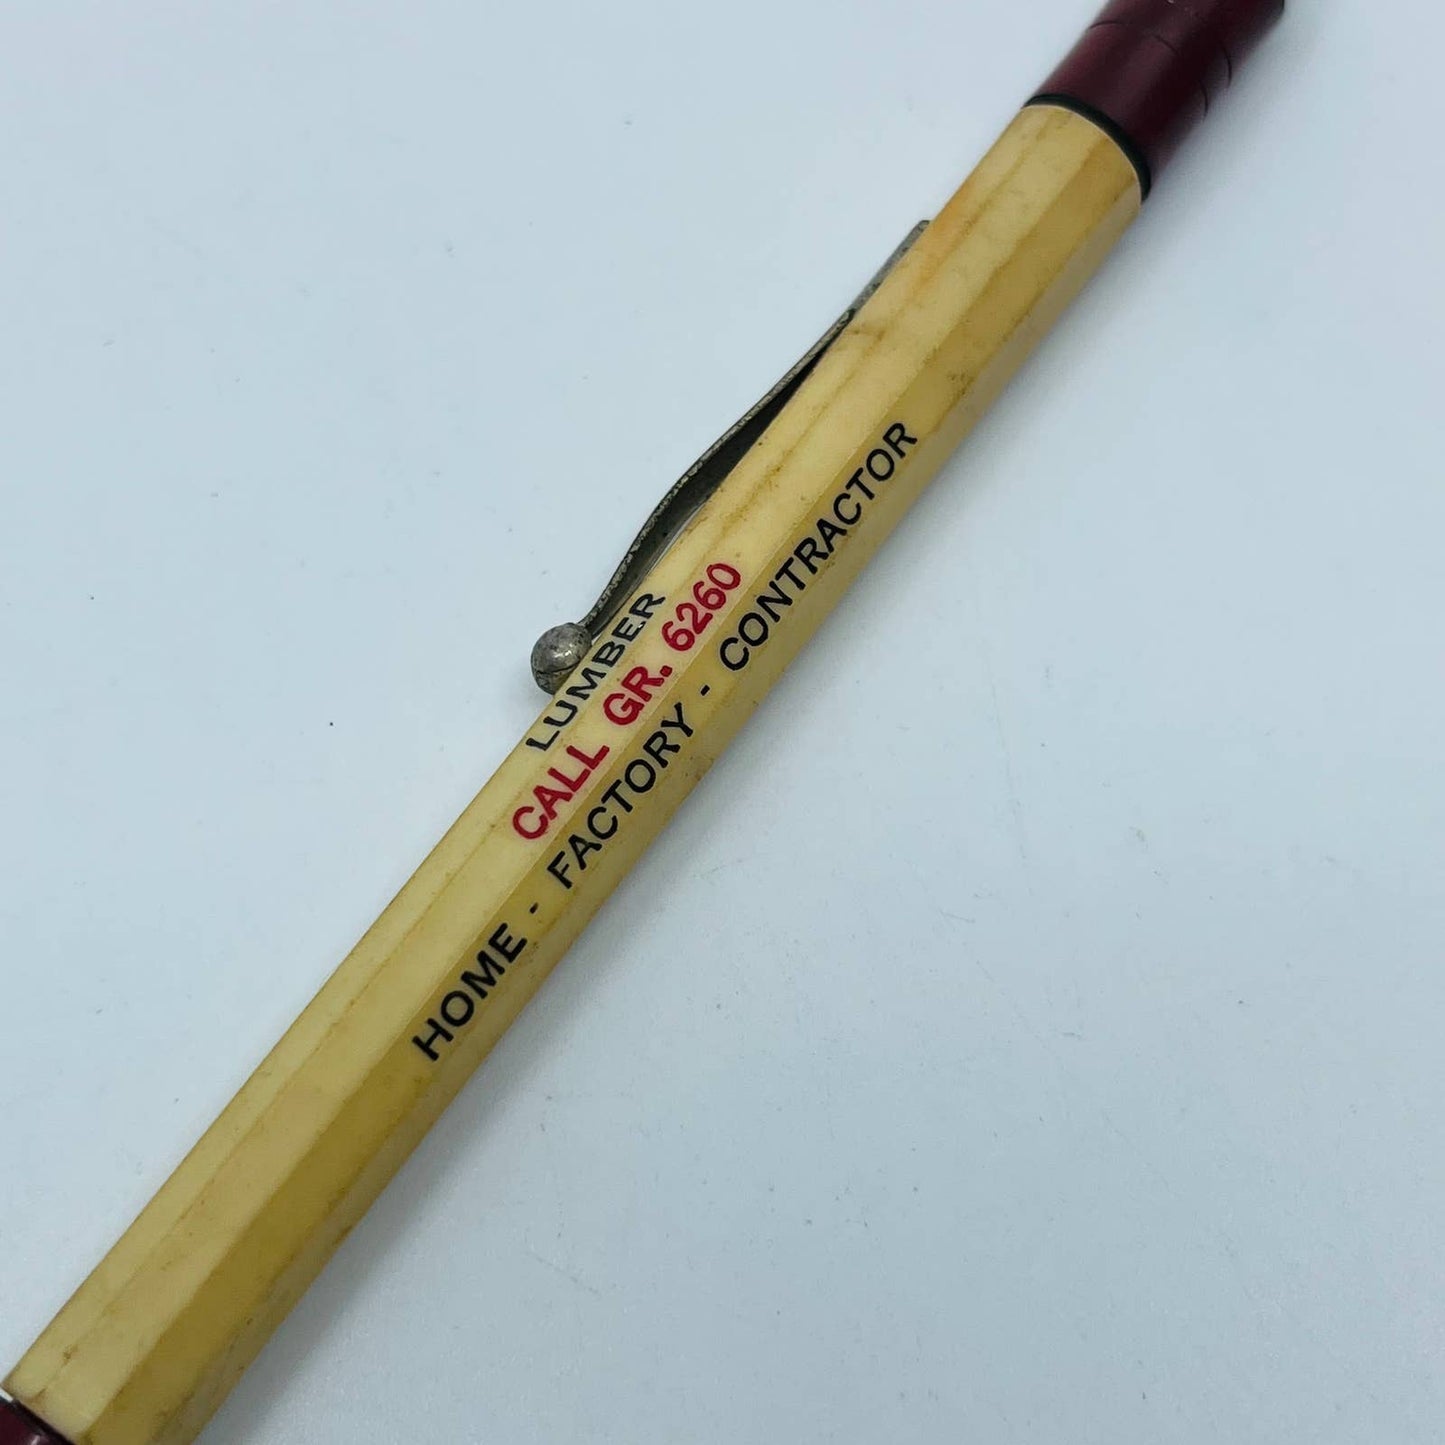 LUMBER
CALL GR. 6260
HOME - FACTORY - CONTRACTOR